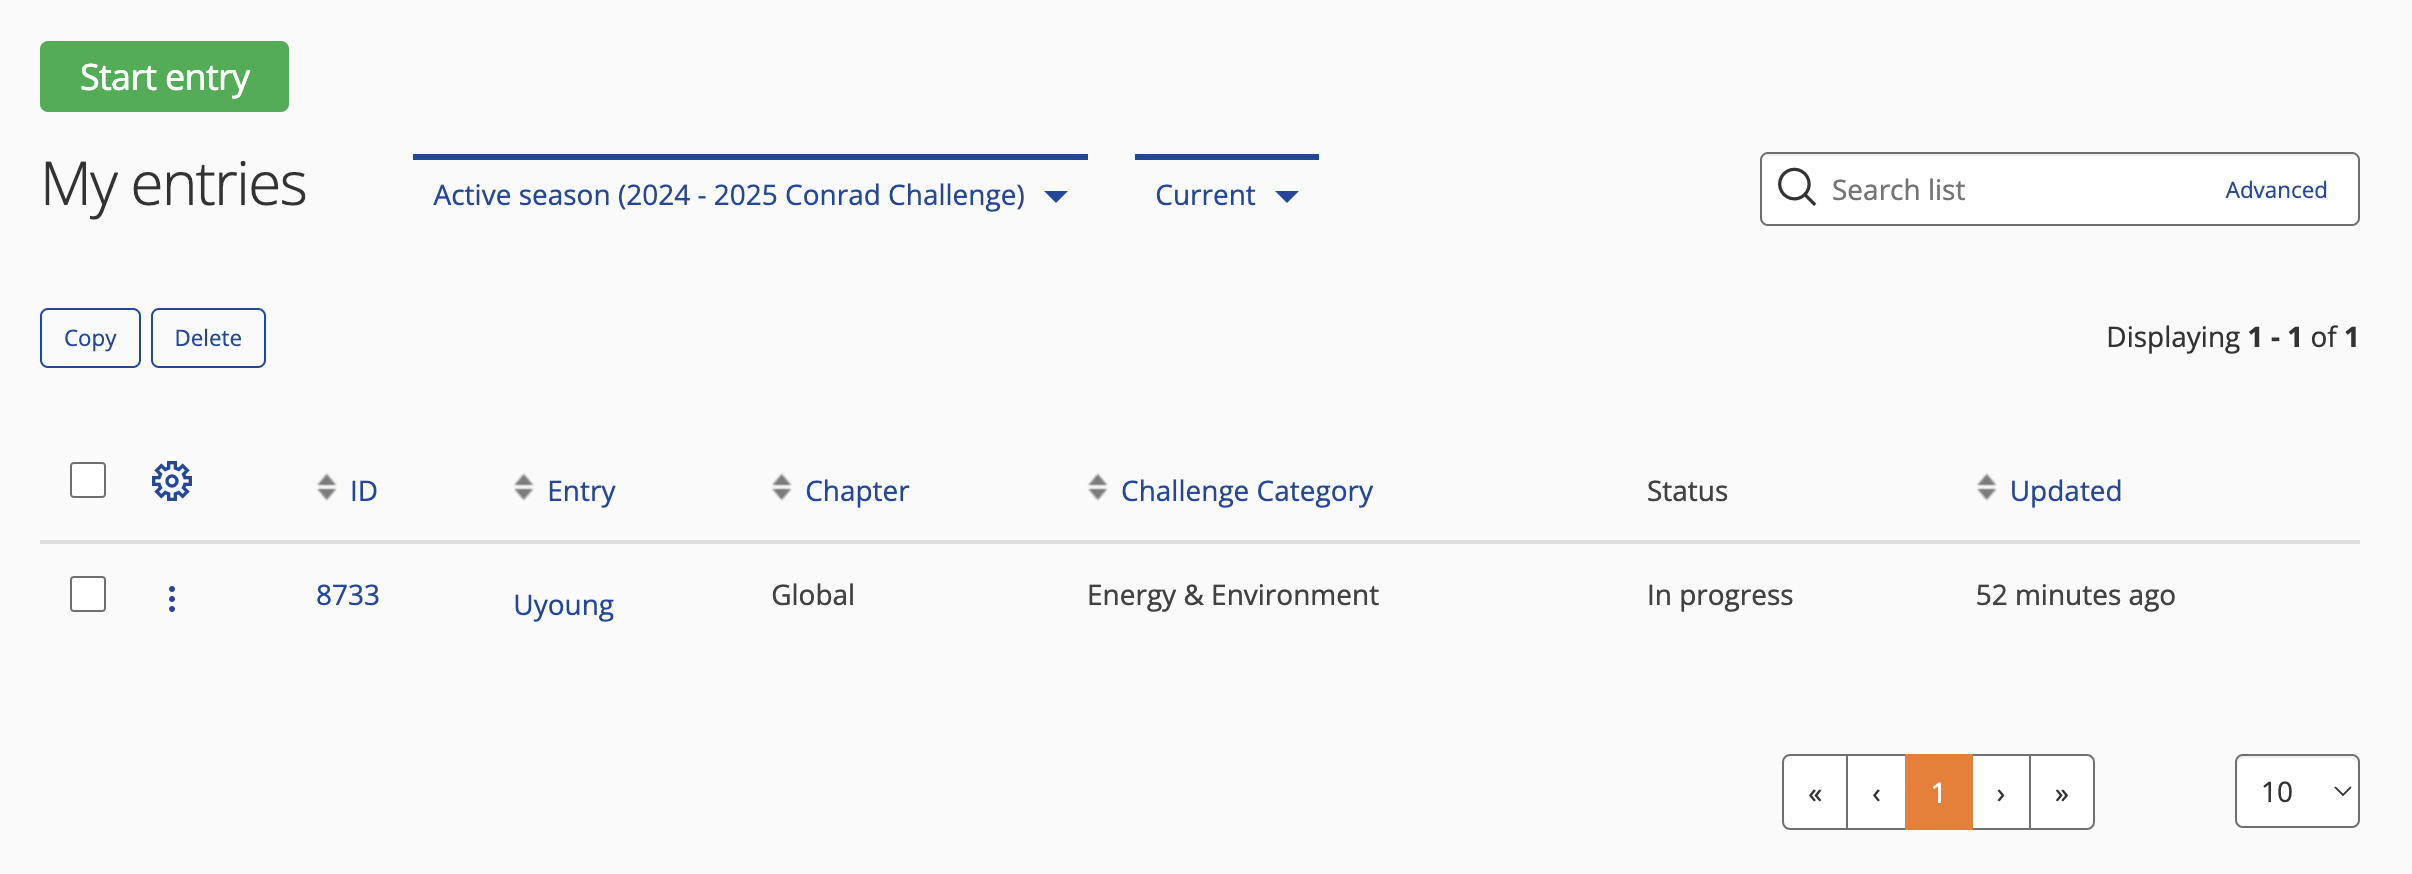 Start entry
My entries
Active season (2024 - 2025 Conrad Challenge)
Current
Search list
Advanced
Copy
Delete
Displaying 1 - 1 of 1
ID
Entry
Chapter
Challenge Category
Status
Updated
8733
Uyoung
Global
Energy & Environment
In progress
52 minutes ago
« ‹ 1 › »
10